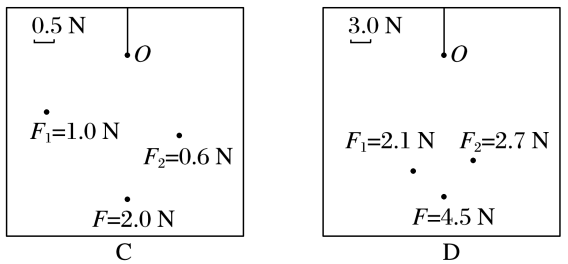 0.5 N
O
F₁=1.0 N
F₂=0.6 N
F=2.0 N
C
3.0 N
O
F₁=2.1 N
F₂=2.7 N
F=4.5 N
D